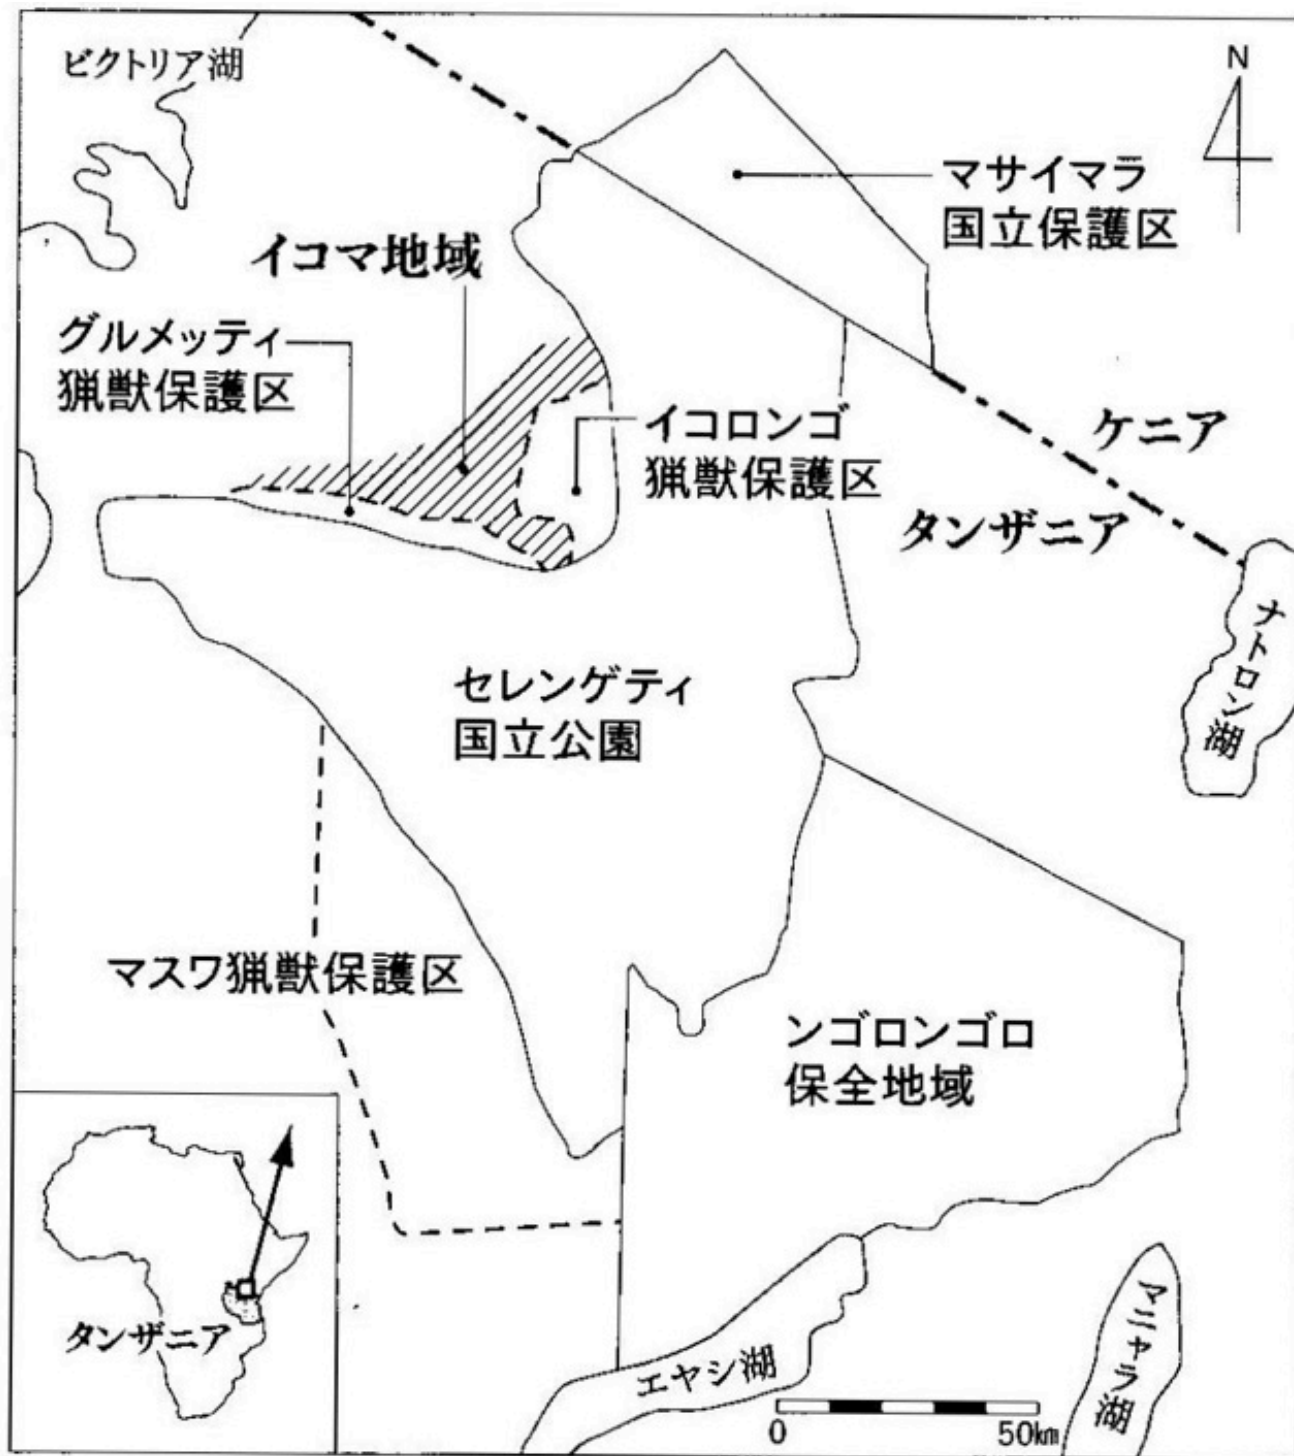 ビクトリア湖
N
マサイマラ
国立保護区
イコマ地域
グルメッティ
猟獣保護区
イコロンゴ
猟獣保護区
ケニア
タンザニア
ナトロン湖
セレンゲティ
国立公園
マスワ猟獣保護区
ンゴロンゴロ
保全地域
タンザニア
エヤシ湖
マニャラ湖
0 50km